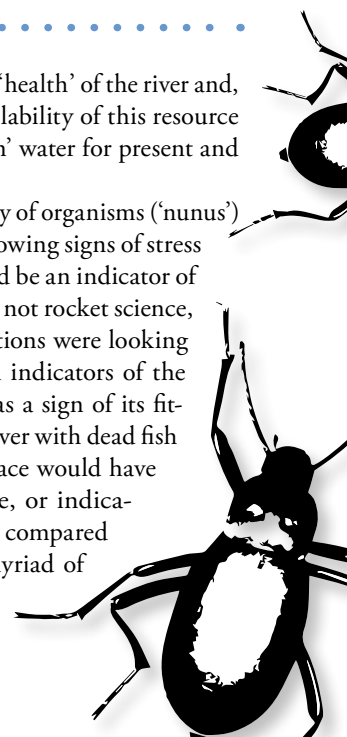 ‘health’ of the river and,
lability of this resource
n’ water for present and
y of organisms (‘nunus’)
owing signs of stress
d be an indicator of
not rocket science,
tions were looking
indicators of the
as a sign of its fit-
ver with dead fish
ace would have
e, or indica-
compared
yriad of